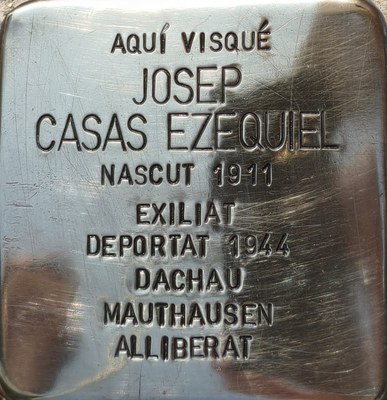 AQUÍ VISQUÉ
JOSEP
CASAS EZEQUIEL
NASCUT 1911
EXILIAT
DEPORTAT 1944
DACHAU
MAUTHAUSEN
ALLIBERAT